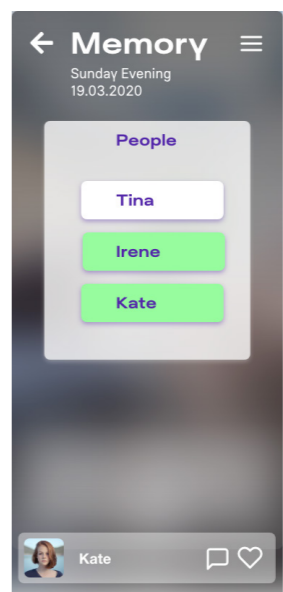 Memory
Sunday Evening
19.03.2020
People
Tina
Irene
Kate
Kate